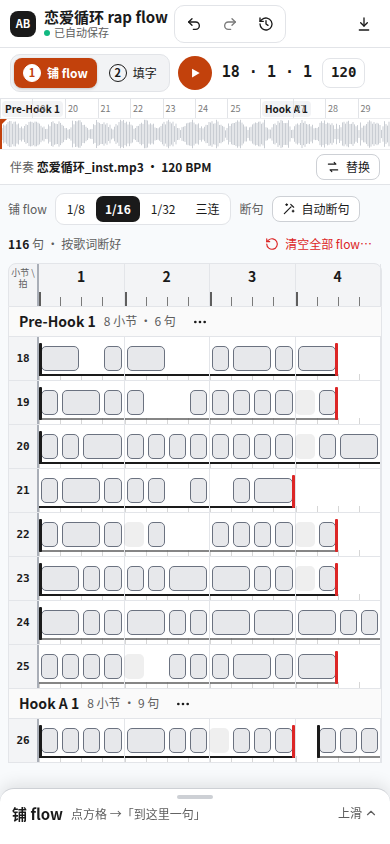 AB 恋爱循环 rap flow
已自动保存
1 铺 flow 2 填字 18 · 1 · 1 120
Pre-Hook 1 20 21 22 23 24 25 Hook A 1 28 29
伴奏 恋爱循环_inst.mp3 · 120 BPM 替换
铺 flow 1/8 1/16 1/32 三连 断句 自动断句
116 句 · 按歌词断好 清空全部 flow…
小节 \ 拍 1 2 3 4
Pre-Hook 1 8 小节 · 6 句 ···
18
19
20
21
22
23
24
25
Hook A 1 8 小节 · 9 句 ···
26
铺 flow 点方格 →「到这里一句」 上滑